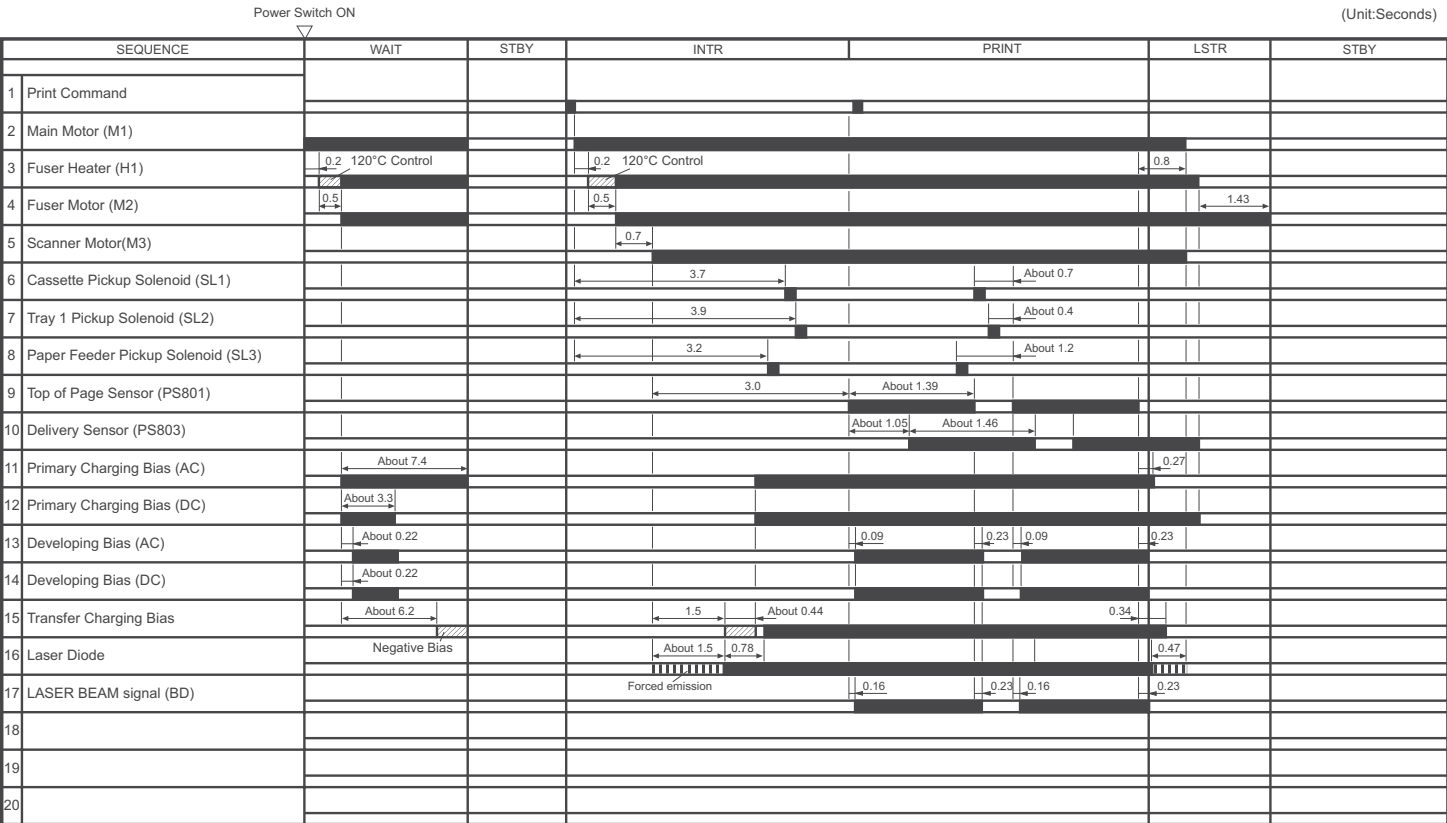 Power Switch ON
(Unit:Seconds)
SEQUENCE WAIT STBY INTR PRINT LSTR STBY
1 Print Command
2 Main Motor (M1)
3 Fuser Heater (H1) 0.2 120°C Control 0.2 120°C Control 0.8
4 Fuser Motor (M2) 0.5 0.5 1.43
5 Scanner Motor(M3) 0.7
6 Cassette Pickup Solenoid (SL1) 3.7 About 0.7
7 Tray 1 Pickup Solenoid (SL2) 3.9 About 0.4
8 Paper Feeder Pickup Solenoid (SL3) 3.2 About 1.2
9 Top of Page Sensor (PS801) 3.0 About 1.39
10 Delivery Sensor (PS803) About 1.05 About 1.46
11 Primary Charging Bias (AC) About 7.4 0.27
12 Primary Charging Bias (DC) About 3.3
13 Developing Bias (AC) About 0.22 0.09 0.23 0.09 0.23
14 Developing Bias (DC) About 0.22
15 Transfer Charging Bias About 6.2 1.5 About 0.44 0.34
Negative Bias
16 Laser Diode About 1.5 0.78 0.47
Forced emission
17 LASER BEAM signal (BD) 0.16 0.23 0.16 0.23
18
19
20